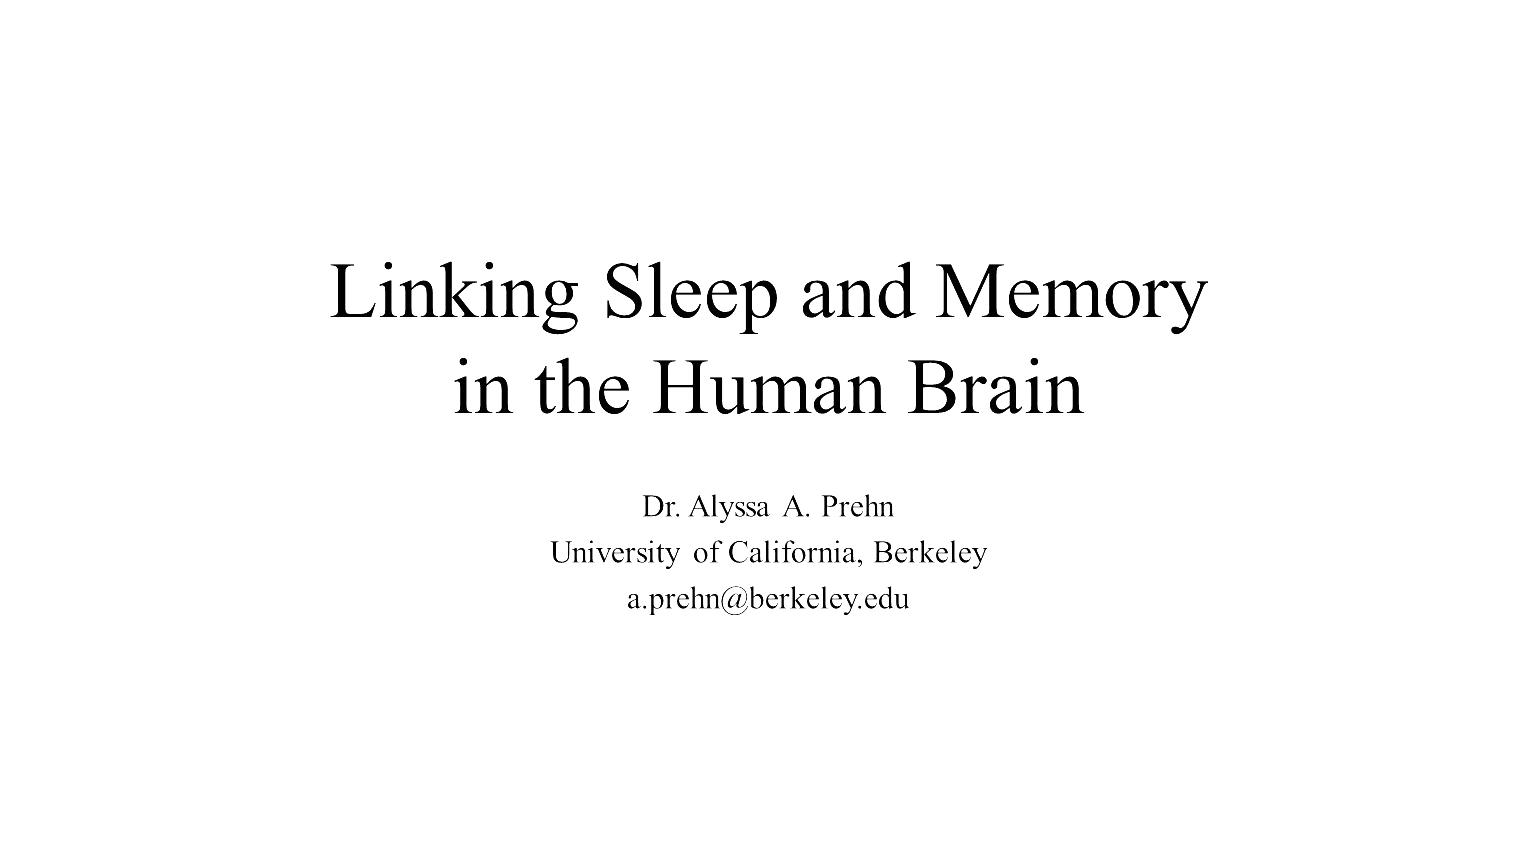 Linking Sleep and Memory
in the Human Brain
Dr. Alyssa A. Prehn
University of California, Berkeley
a.prehn@berkeley.edu